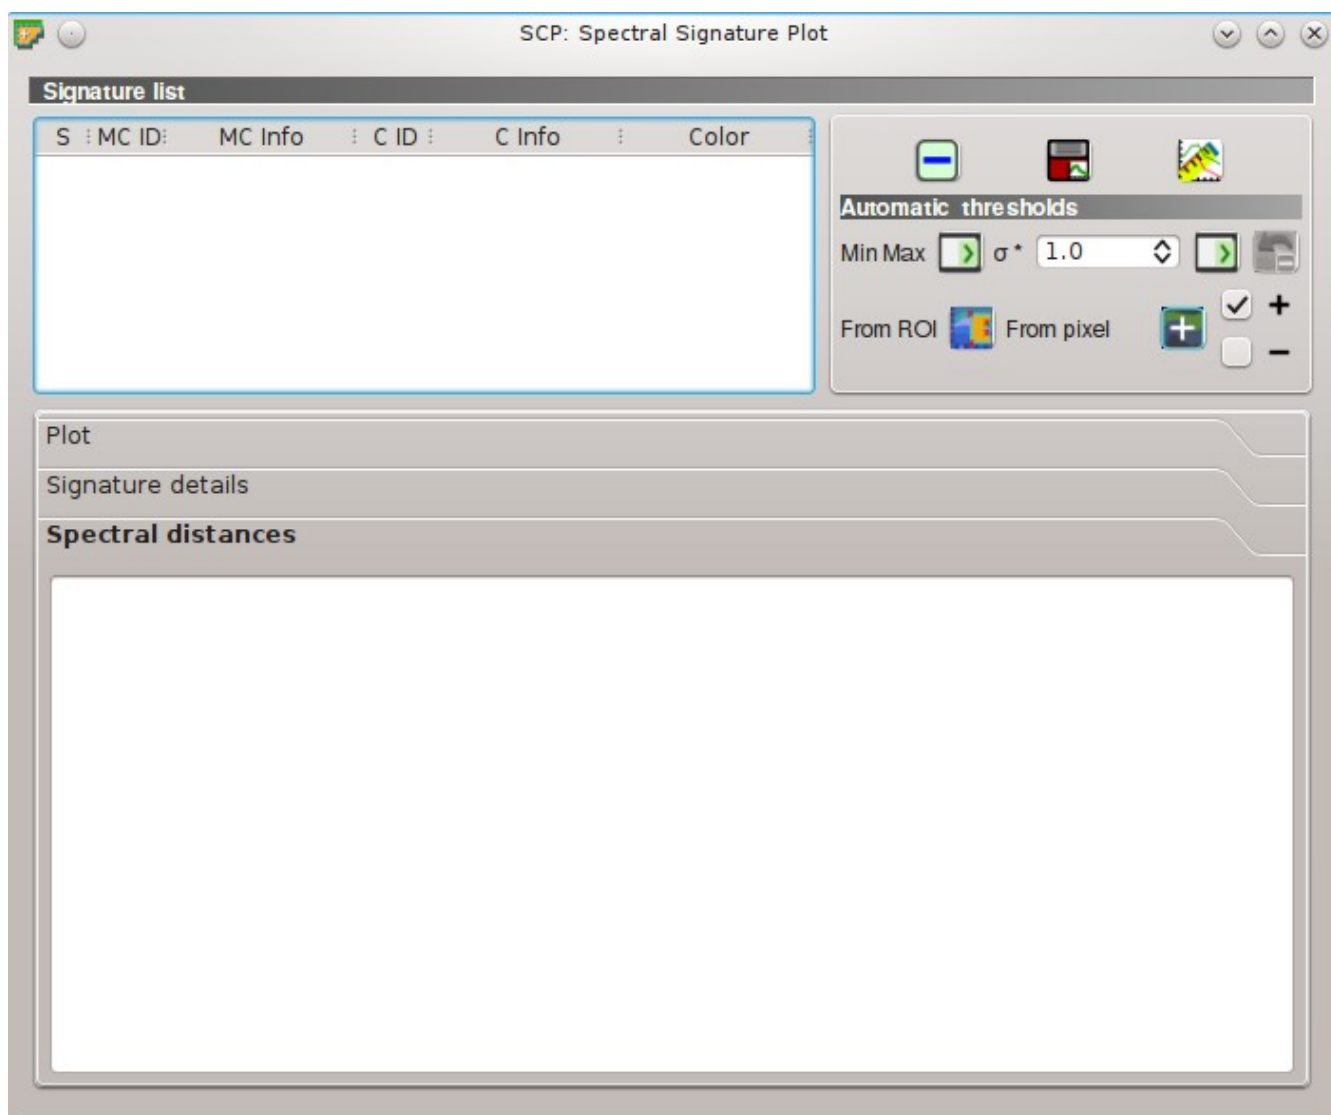 SCP: Spectral Signature Plot
Signature list
S MC ID MC Info C ID C Info Color
Automatic thresholds
Min Max σ * 1.0
From ROI From pixel +
−
Plot
Signature details
Spectral distances